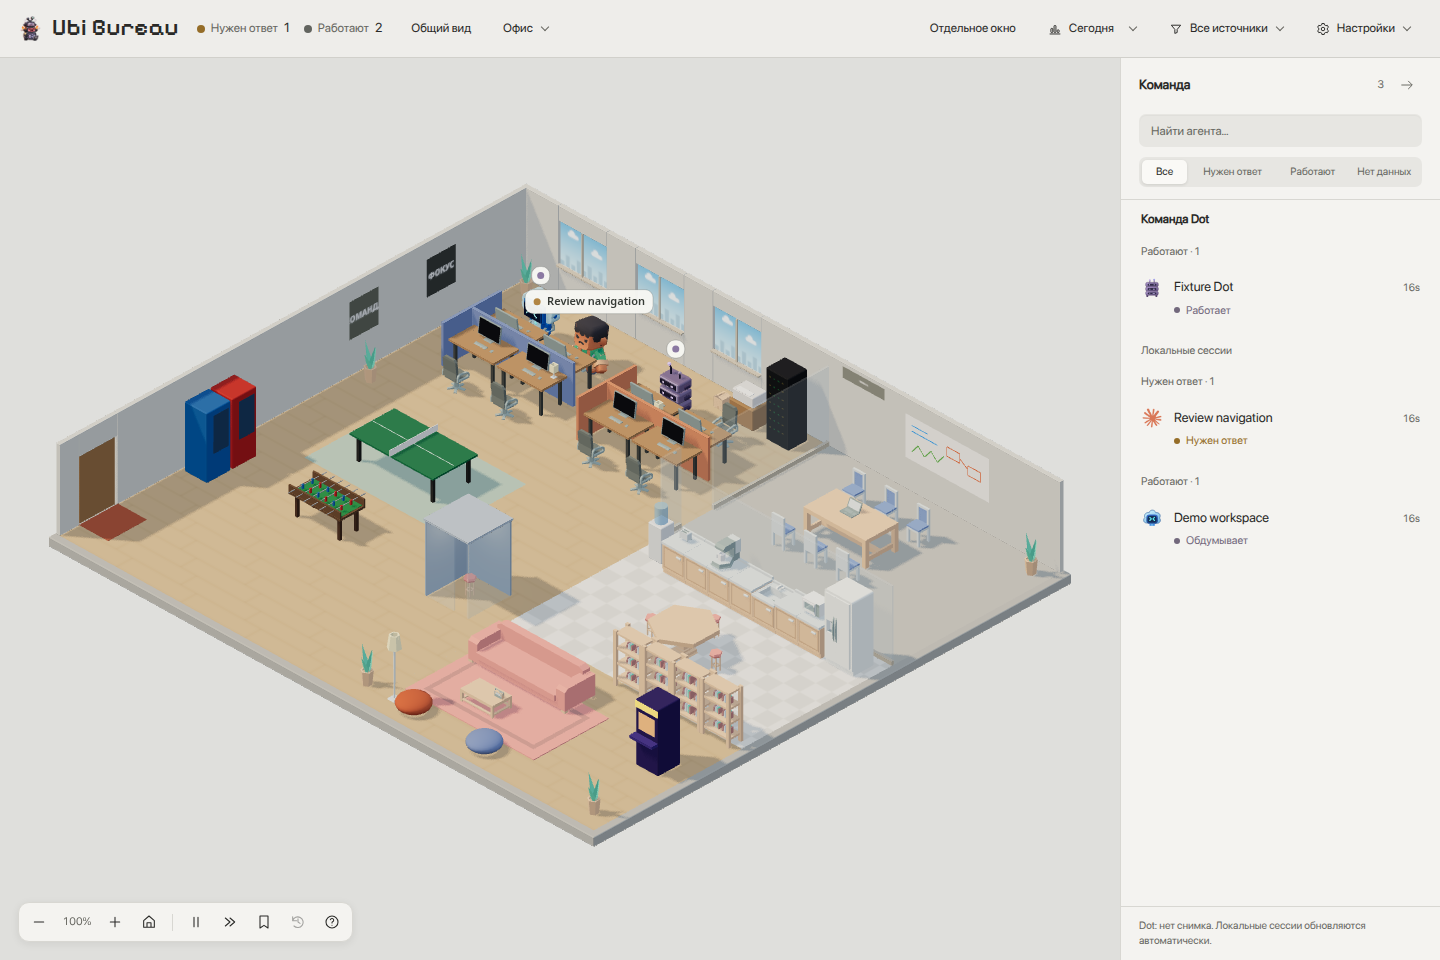 Ubi Bureau
Нужен ответ 1
Работают 2
Общий вид
Офис
Отдельное окно
Сегодня
Все источники
Настройки
Команда
3
Найти агента...
Все
Нужен ответ
Работают
Нет данных
Команда Dot
Работают · 1
Fixture Dot
16s
Работает
Локальные сессии
Нужен ответ · 1
Review navigation
16s
Нужен ответ
Работают · 1
Demo workspace
16s
Обдумывает
Dot: нет снимка. Локальные сессии обновляются
автоматически.
ФОКУС
ОМАНД
Review navigation
100%